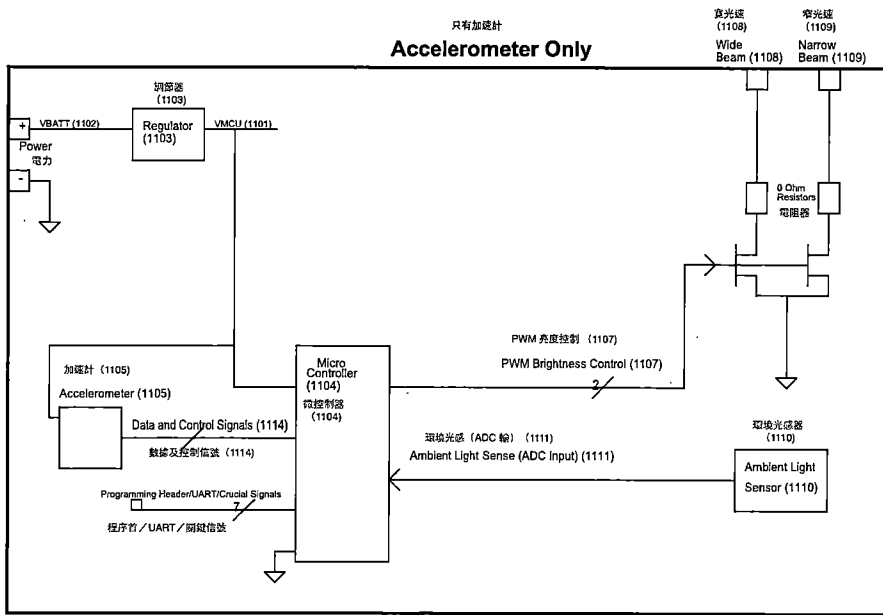 只有加速計
Accelerometer Only
寬光速
(1108)
Wide
Beam (1108)
窄光速
(1109)
Narrow
Beam (1109)
調節器
(1103)
Regulator
(1103)
+
VBATT (1102)
VMCU (1101)
Power
電力
-
0 Ohm
Resistors
電阻器
PWM 亮度控制 (1107)
PWM Brightness Control (1107)
2
Micro
Controller
(1104)
微控制器
(1104)
加速計 (1105)
Accelerometer (1105)
Data and Control Signals (1114)
數據及控制信號 (1114)
環境光感 (ADC 輸) (1111)
Ambient Light Sense (ADC Input) (1111)
環境光感器
(1110)
Ambient Light
Sensor (1110)
Programming Header/UART/Crucial Signals
7
程序首/UART/關鍵信號